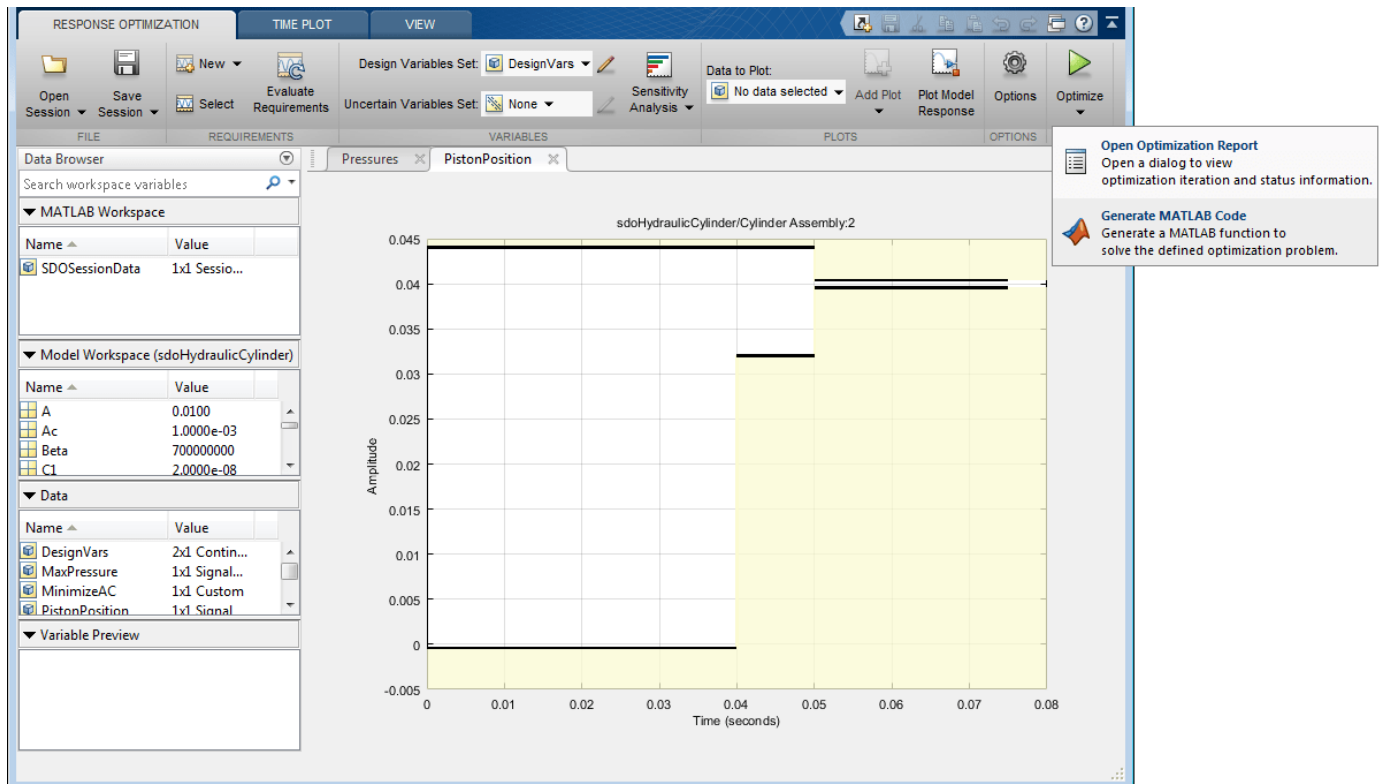 RESPONSE OPTIMIZATION TIME PLOT VIEW
New Design Variables Set: DesignVars Data to Plot:
Open Session Save Session Select Evaluate Requirements Uncertain Variables Set: None Sensitivity Analysis No data selected Add Plot Plot Model Response Options Optimize
FILE REQUIREMENTS VARIABLES PLOTS OPTIONS
Open Optimization Report
Open a dialog to view
optimization iteration and status information.
Generate MATLAB Code
Generate a MATLAB function to
solve the defined optimization problem.
Data Browser
Search workspace variables
MATLAB Workspace
Name Value
SDOSessionData 1x1 Sessio...
Model Workspace (sdoHydraulicCylinder)
Name Value
A 0.0100
Ac 1.0000e-03
Beta 700000000
C1 2.0000e-08
Data
Name Value
DesignVars 2x1 Contin...
MaxPressure 1x1 Signal...
MinimizeAC 1x1 Custom
PistonPosition 1x1 Signal
Variable Preview
Pressures PistonPosition
sdoHydraulicCylinder/Cylinder Assembly:2
0.045
0.04
0.035
0.03
0.025
0.02
0.015
0.01
0.005
0
-0.005
Amplitude
0 0.01 0.02 0.03 0.04 0.05 0.06 0.07 0.08
Time (seconds)